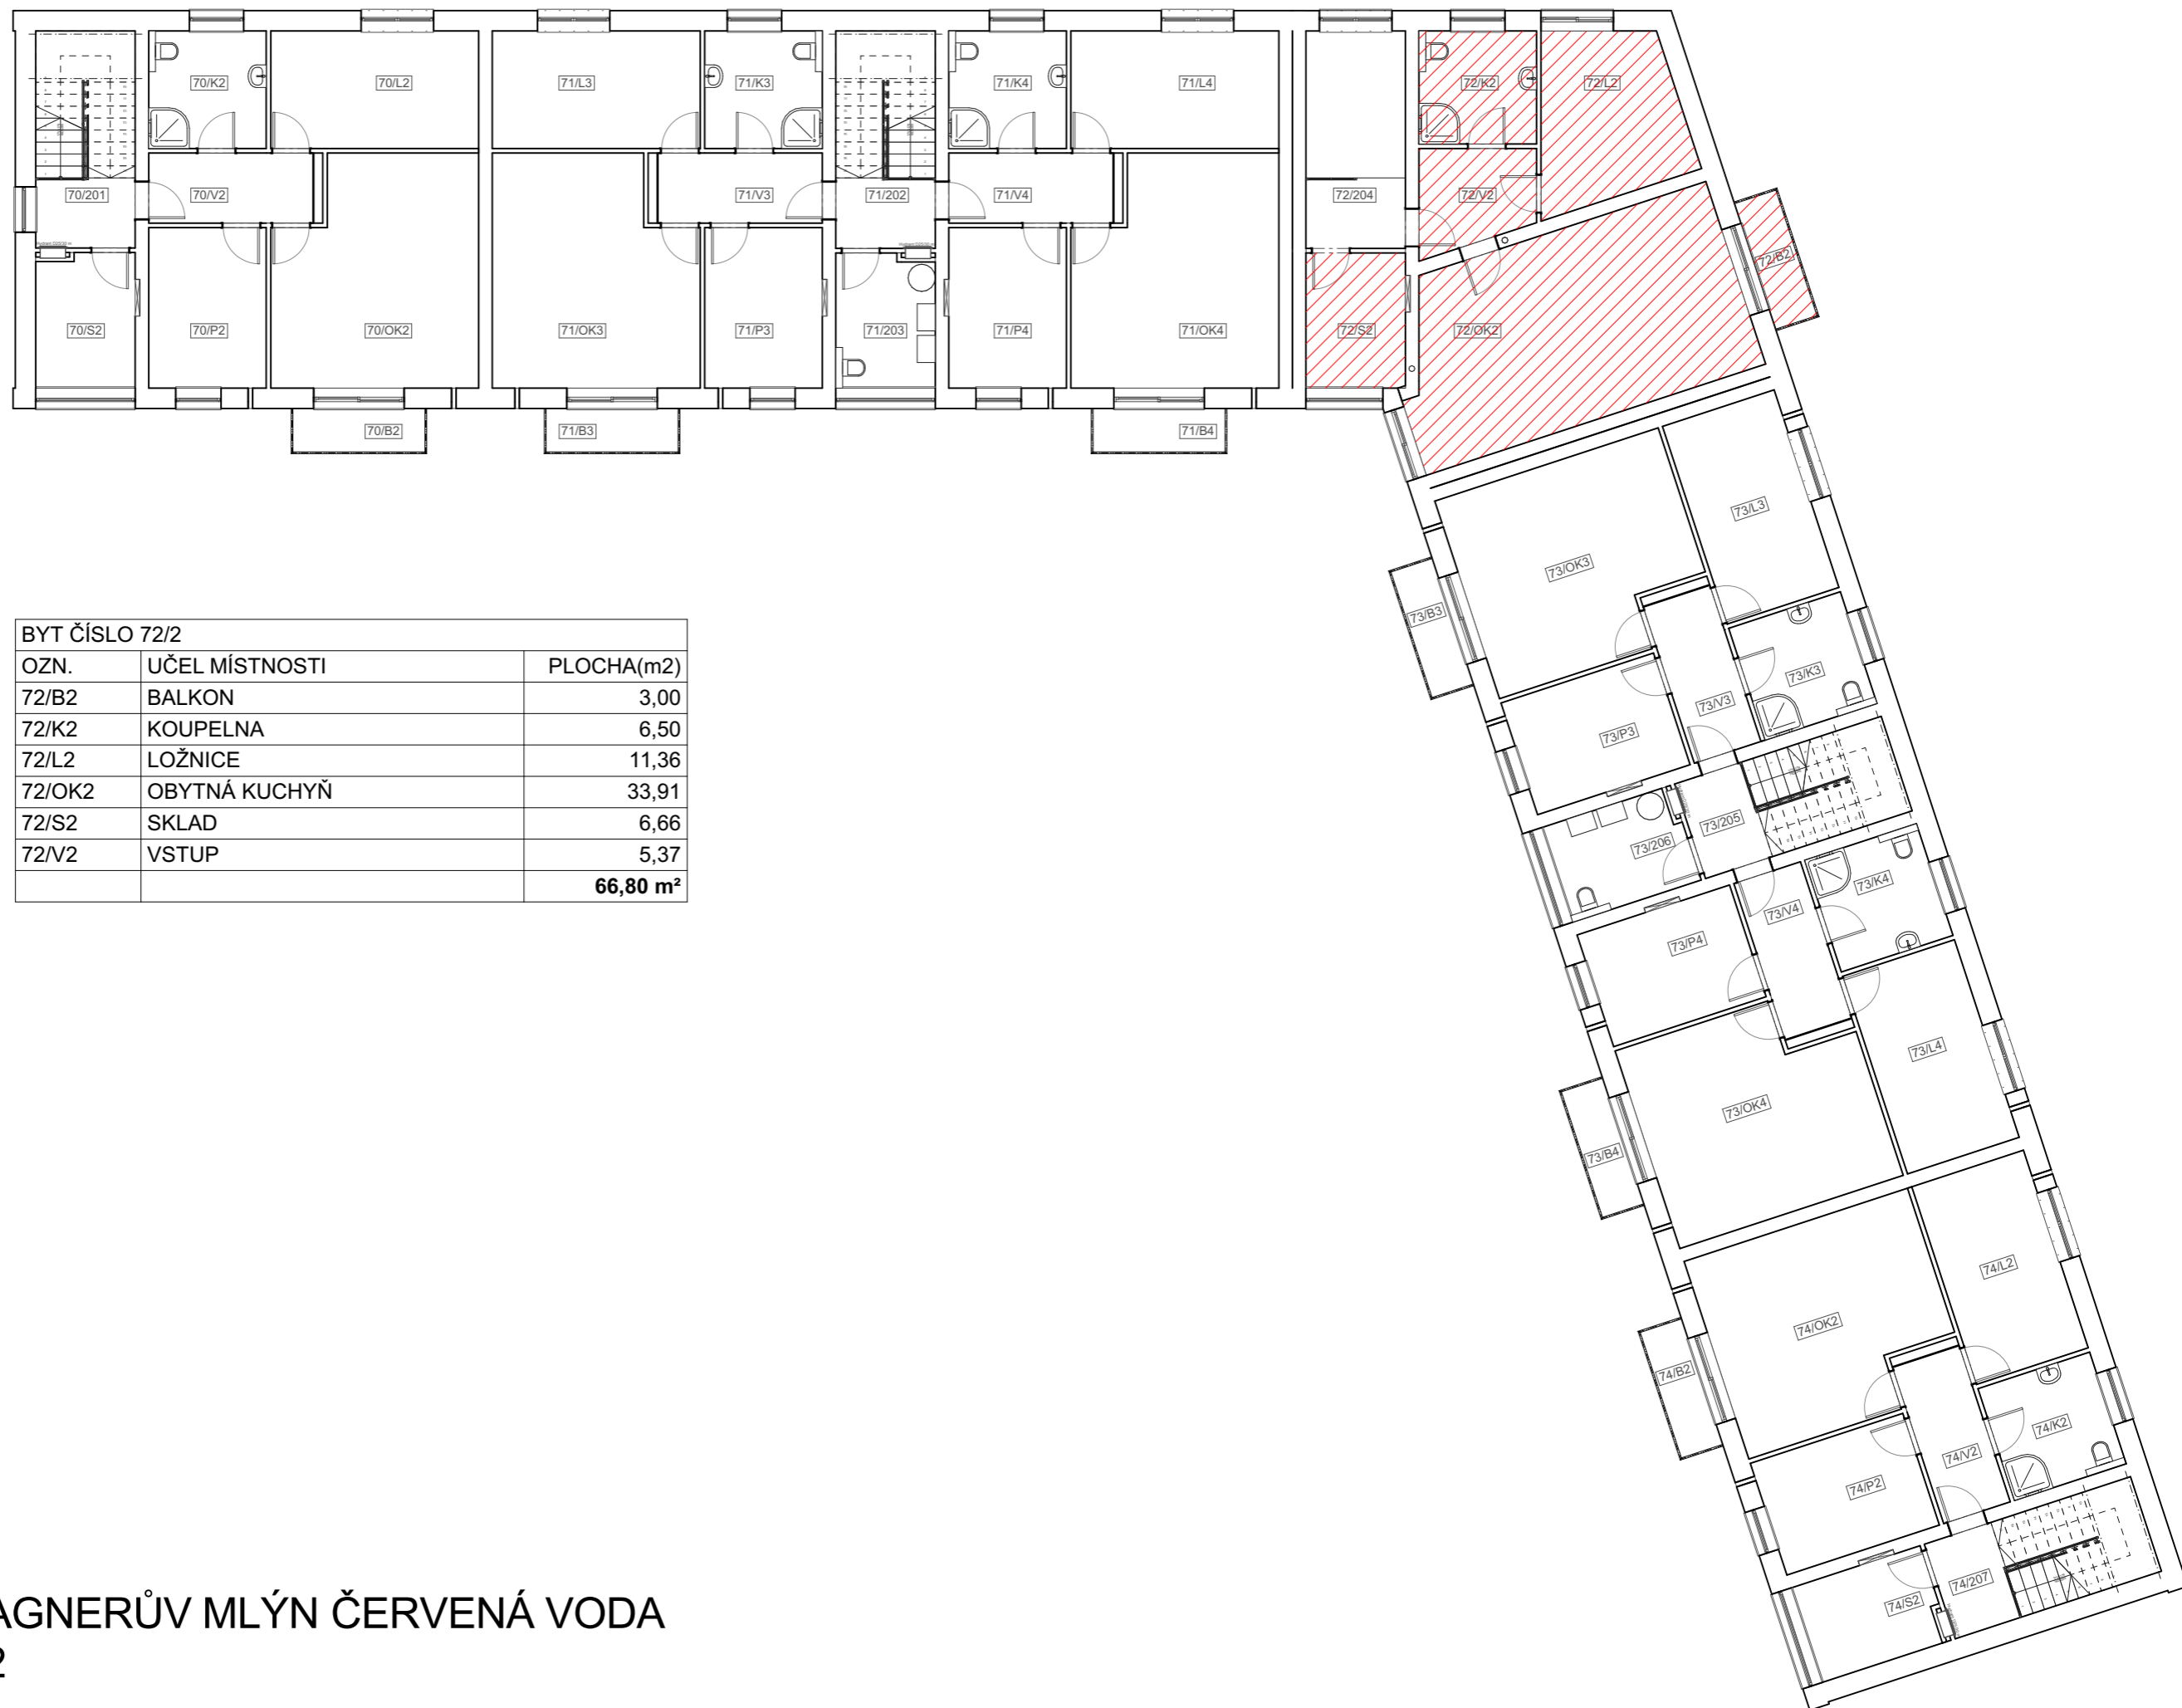 70/K2
70/L2
71/L3
71/K3
71/K4
71/L4
72/K2
72/L2
70/201
70/V2
71/V3
71/202
71/V4
72/204
72/V2
72/B2
70/S2
70/P2
70/OK2
71/OK3
71/P3
71/203
71/P4
71/OK4
72/S2
72/OK2
70/B2
71/B3
71/B4
73/L3
73/OK3
73/B3
73/K3
73/V3
73/P3
73/205
73/206
73/K4
73/V4
73/P4
73/L4
73/OK4
73/B4
74/L2
74/OK2
74/B2
74/K2
74/V2
74/P2
74/207
74/S2
BYT ČÍSLO 72/2
OZN. UČEL MÍSTNOSTI PLOCHA(m2)
72/B2 BALKON 3,00
72/K2 KOUPELNA 6,50
72/L2 LOŽNICE 11,36
72/OK2 OBYTNÁ KUCHYŇ 33,91
72/S2 SKLAD 6,66
72/V2 VSTUP 5,37
66,80 m²
AGNERŮV MLÝN ČERVENÁ VODA
2